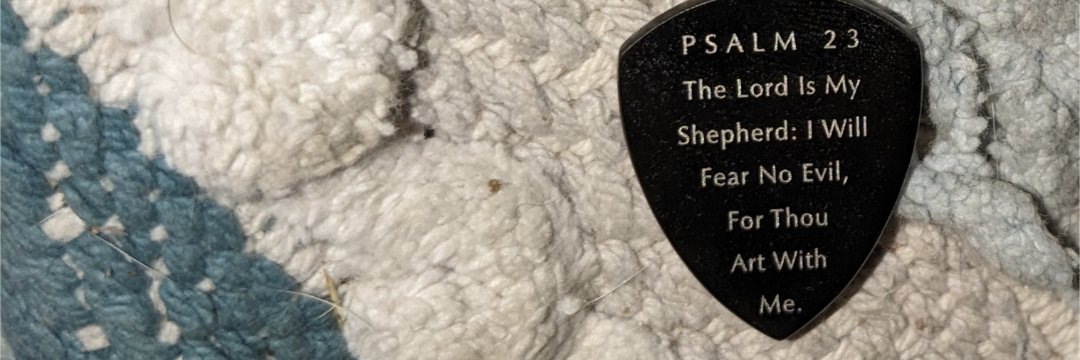 PSALM 23
The Lord Is My
Shepherd: I Will
Fear No Evil,
For Thou
Art With
Me.